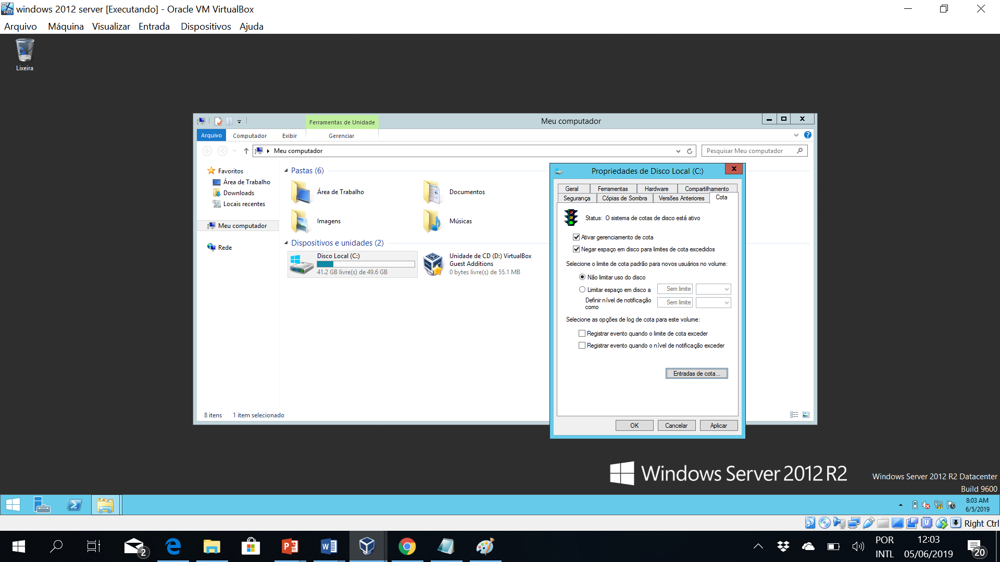 windows 2012 server [Executando] - Oracle VM VirtualBox
Arquivo Máquina Visualizar Entrada Dispositivos Ajuda
Lixeira
Ferramentas de Unidade
Meu computador
Arquivo Computador Exibir Gerenciar
Meu computador
Pesquisar Meu computador
Favoritos
Área de Trabalho
Downloads
Locais recentes
Meu computador
Rede
Pastas (6)
Área de Trabalho
Documentos
Imagens
Músicas
Dispositivos e unidades (2)
Disco Local (C:)
41.2 GB livre(s) de 49.6 GB
Unidade de CD (D:) VirtualBox
Guest Additions
0 bytes livre(s) de 55.1 MB
8 itens 1 item selecionado
Propriedades de Disco Local (C:)
Geral Ferramentas Hardware Compartilhamento
Segurança Cópias de Sombra Versões Anteriores Cota
Status: O sistema de cotas de disco está ativo
Ativar gerenciamento de cota
Negar espaço em disco para limites de cota excedidos
Selecione o limite de cota padrão para novos usuários no volume:
Não limitar uso do disco
Limitar espaço em disco a Sem limite
Definir nível de notificação Sem limite
como
Selecione as opções de log de cota para este volume:
Registrar evento quando o limite de cota exceder
Registrar evento quando o nível de notificação exceder
Entradas de cota...
OK Cancelar Aplicar
Windows Server 2012 R2
Windows Server 2012 R2 Datacenter
Build 9600
8:03 AM
6/5/2019
Right Ctrl
2
POR
INTL
12:03
05/06/2019
20